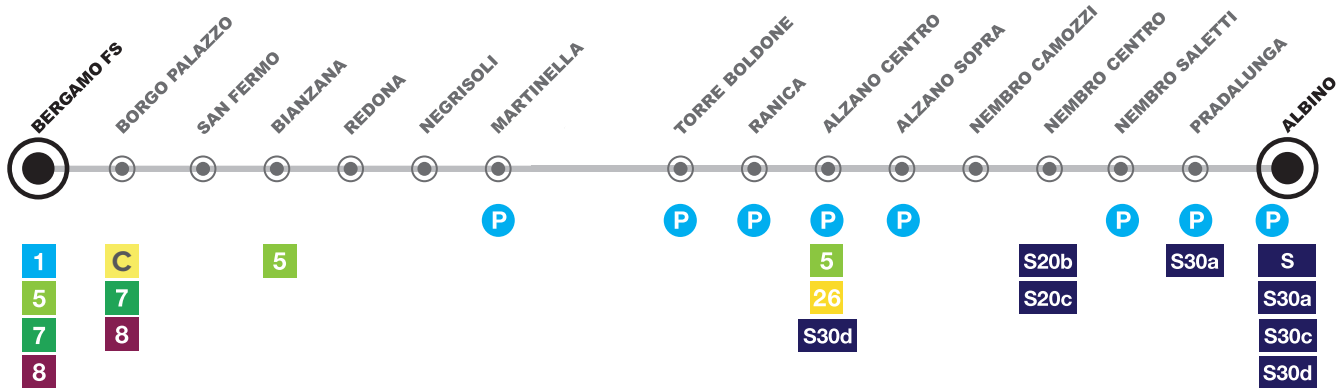 BERGAMO FS
BORGO PALAZZO
SAN FERMO
BIANZANA
REDONA
NEGRISOLI
MARTINELLA
TORRE BOLDONE
RANICA
ALZANO CENTRO
ALZANO SOPRA
NEMBRO CAMOZZI
NEMBRO CENTRO
NEMBRO SALETTI
PRADALUNGA
ALBINO
P
P
P
P
P
P
P
P
1
5
7
8
C
7
8
5
5
26
S30d
S20b
S20c
S30a
S
S30a
S30c
S30d